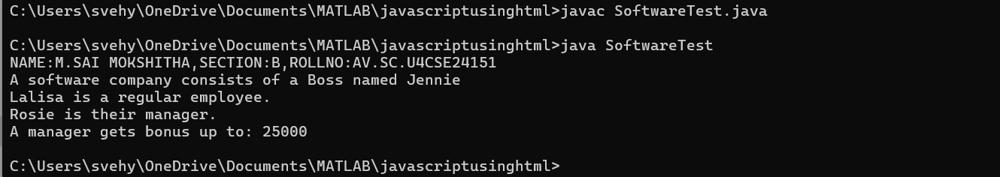 C:\Users\svehy\OneDrive\Documents\MATLAB\javascriptusinghtml>javac SoftwareTest.java
C:\Users\svehy\OneDrive\Documents\MATLAB\javascriptusinghtml>java SoftwareTest
NAME:M.SAI MOKSHITHA,SECTION:B,ROLLNO:AV.SC.U4CSE24151
A software company consists of a Boss named Jennie
Lalisa is a regular employee.
Rosie is their manager.
A manager gets bonus up to: 25000
C:\Users\svehy\OneDrive\Documents\MATLAB\javascriptusinghtml>